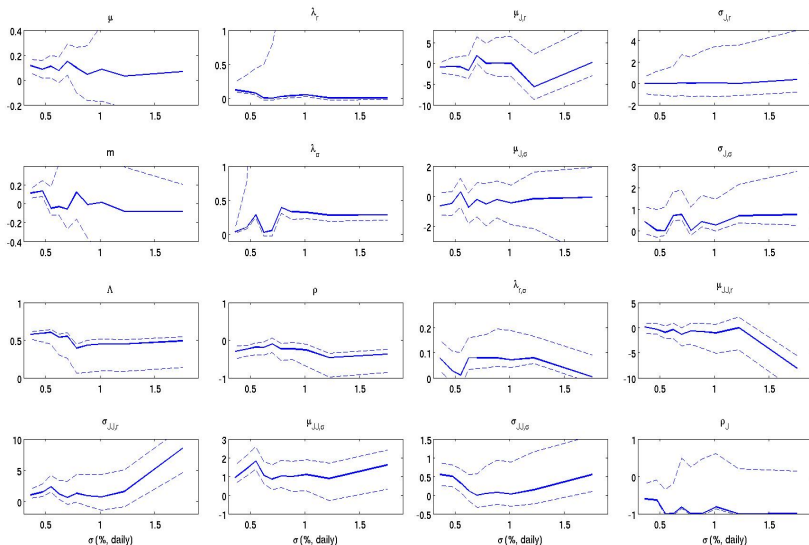 μ λ_r μ_{J,r} σ_{J,r}
0.4 1 5 4
0.2 0.5 0 2
0 -5 0
-0.2 0 -10 -2
0.5 1 1.5 0.5 1 1.5 0.5 1 1.5 0.5 1 1.5
m λ_σ μ_{J,σ} σ_{J,σ}
0.2 1 2 3
0 0.5 0 2
-0.2 1
-0.4 0 -2 0
0.5 1 1.5 0.5 1 1.5 0.5 1 1.5 0.5 1 1.5
Λ ρ λ_{r,σ} μ_{J,J,r}
1 1 0.2 5
0.5 0 0.1 0
-5
0 -1 0 -10
0.5 1 1.5 0.5 1 1.5 0.5 1 1.5 0.5 1 1.5
σ_{J,J,r} μ_{J,J,σ} σ_{J,J,σ} ρ_J
10 3 1.5 1
5 2 1 0.5
1 0.5 0
0 0 0 -0.5
-1 -0.5 -1
0.5 1 1.5 0.5 1 1.5 0.5 1 1.5 0.5 1 1.5
σ (%, daily) σ (%, daily) σ (%, daily) σ (%, daily)